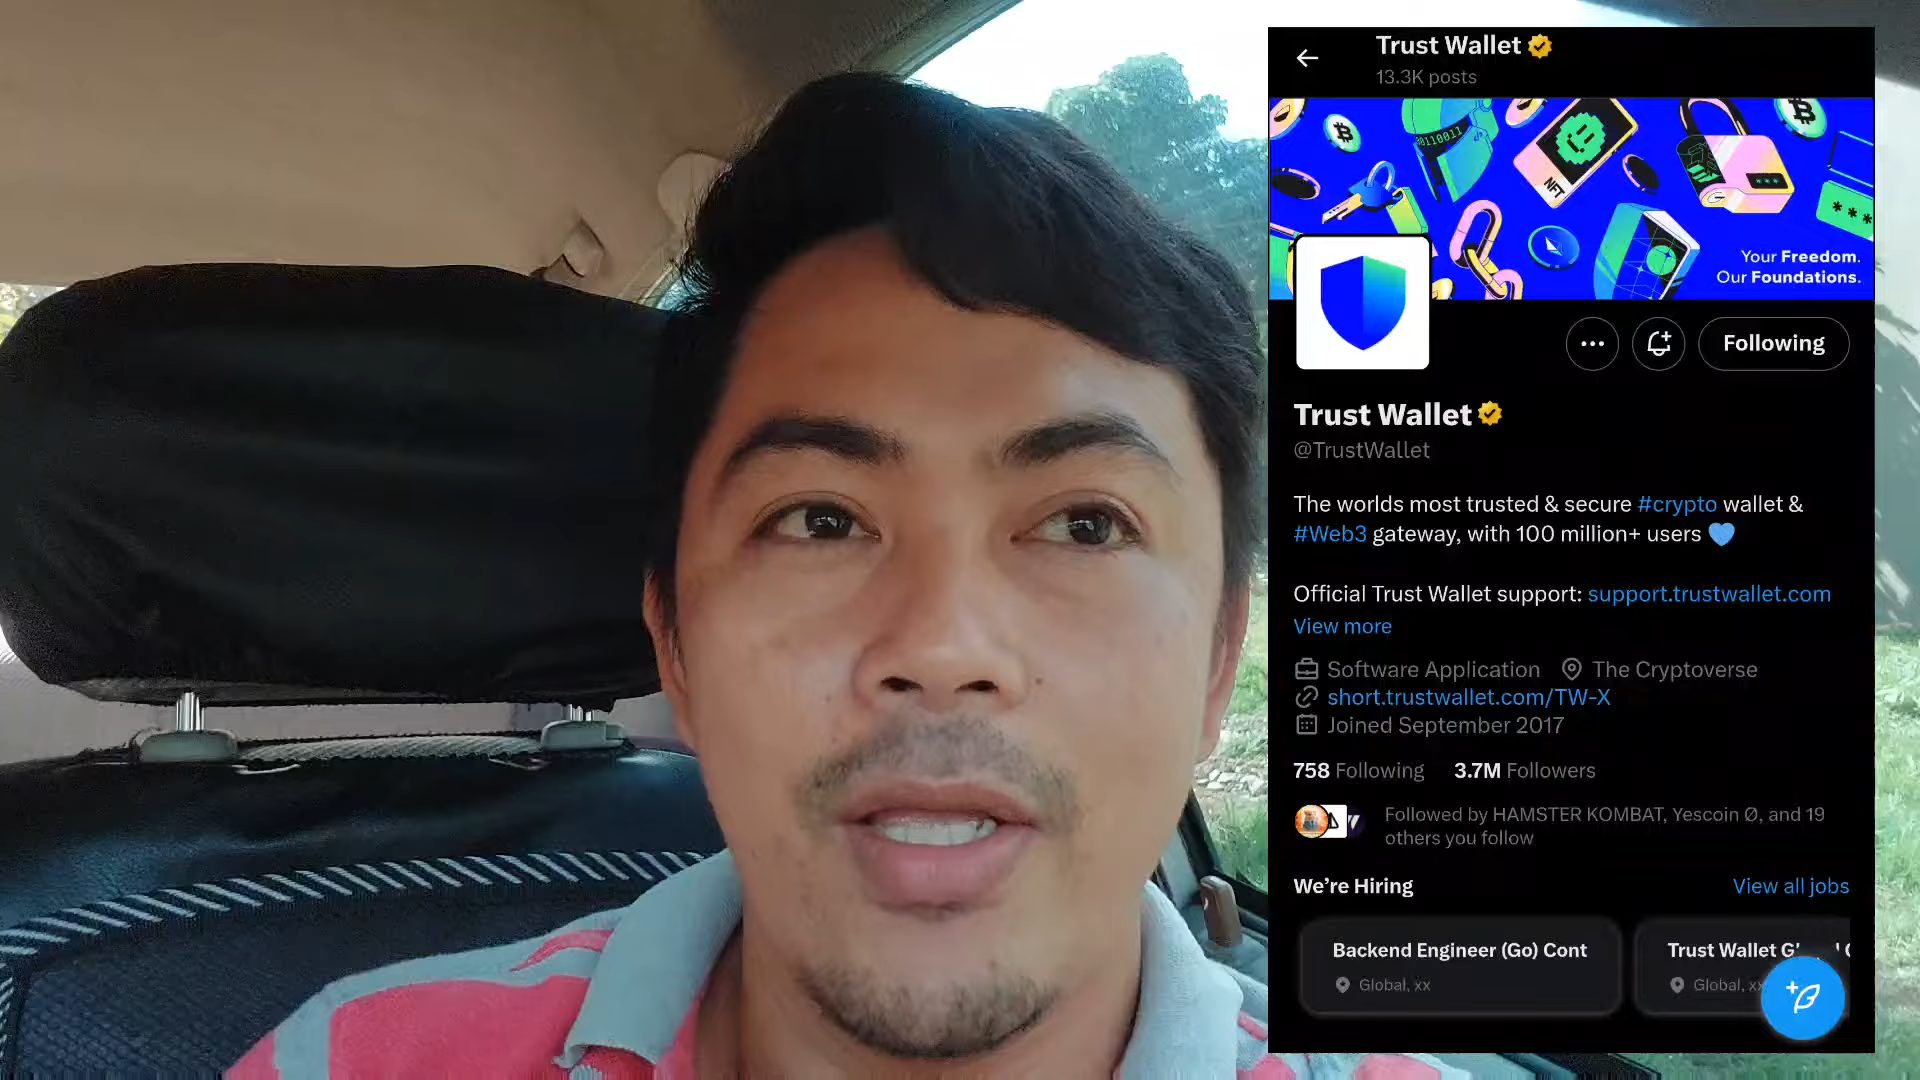 Trust Wallet
13.3K posts
01100110
NFT
***
Your Freedom.
Our Foundations.
Following
Trust Wallet
@TrustWallet
The worlds most trusted & secure #crypto wallet &
#Web3 gateway, with 100 million+ users 💙
Official Trust Wallet support: support.trustwallet.com
View more
Software Application The Cryptoverse
short.trustwallet.com/TW-X
Joined September 2017
758 Following 3.7M Followers
Followed by HAMSTER KOMBAT, Yescoin Ø, and 19
others you follow
We're Hiring View all jobs
Backend Engineer (Go) Cont
Trust Wallet G
Global, xx
Global, xx